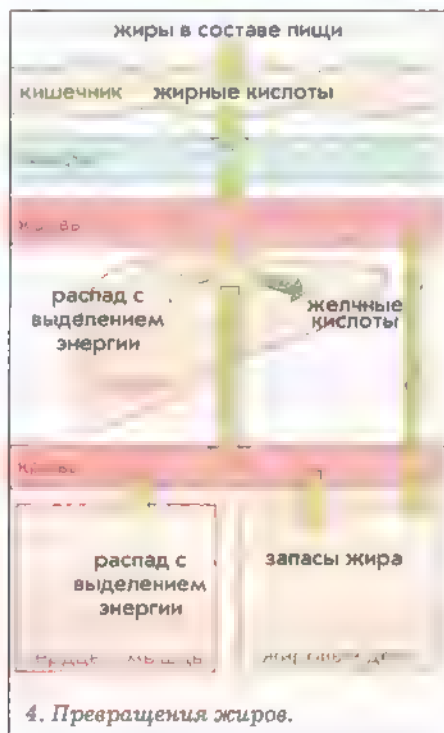 жиры в составе пищи
кишечник жирные кислоты
распад с
выделением
энергии
желчные
кислоты
распад с
выделением
энергии
запасы жира
4. Превращения жиров.